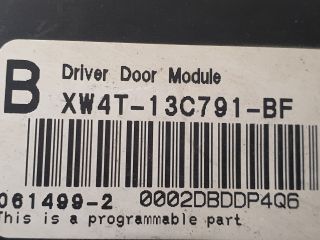 Driver Door Module
B XW4T-13C791-BF
061499-2 0002DBDDP4Q6
This is a programmable part